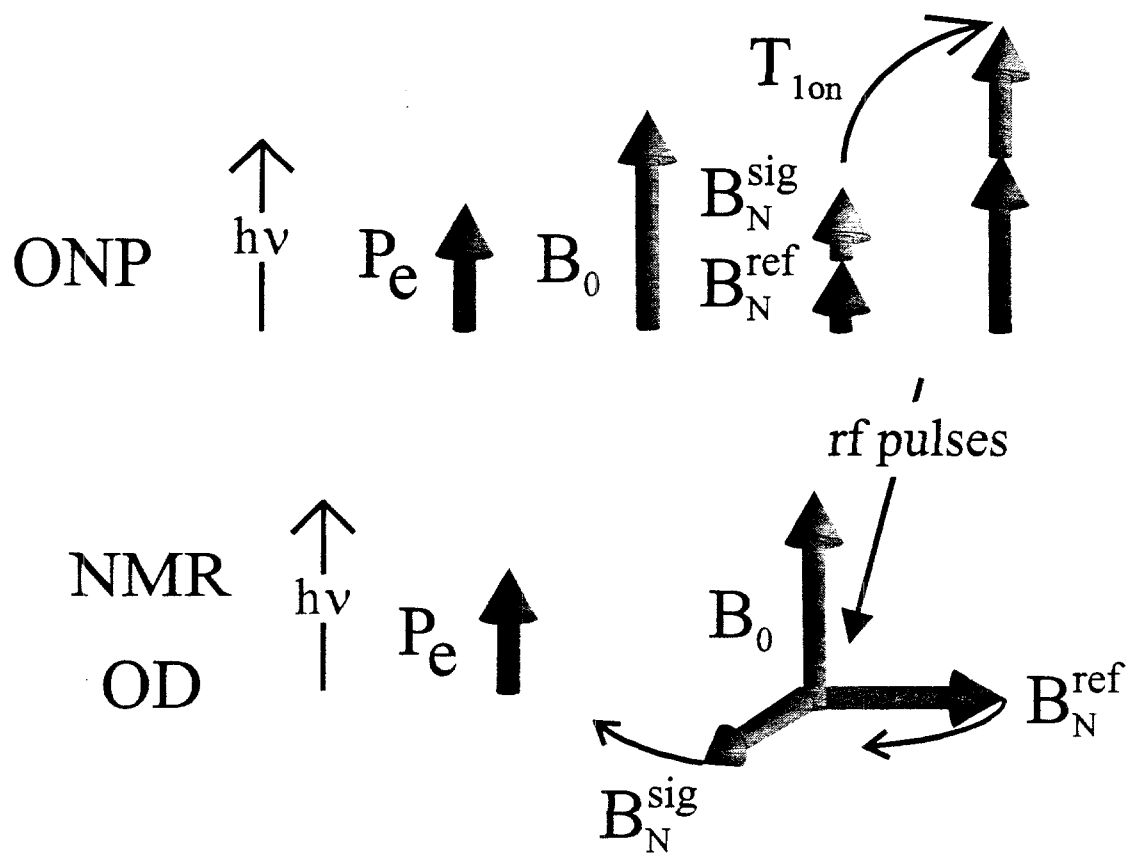 T1on
BNsig
hν
ONP
Pe
B0
BNref
rf pulses
NMR
hν
B0
Pe
OD
BNref
BNsig